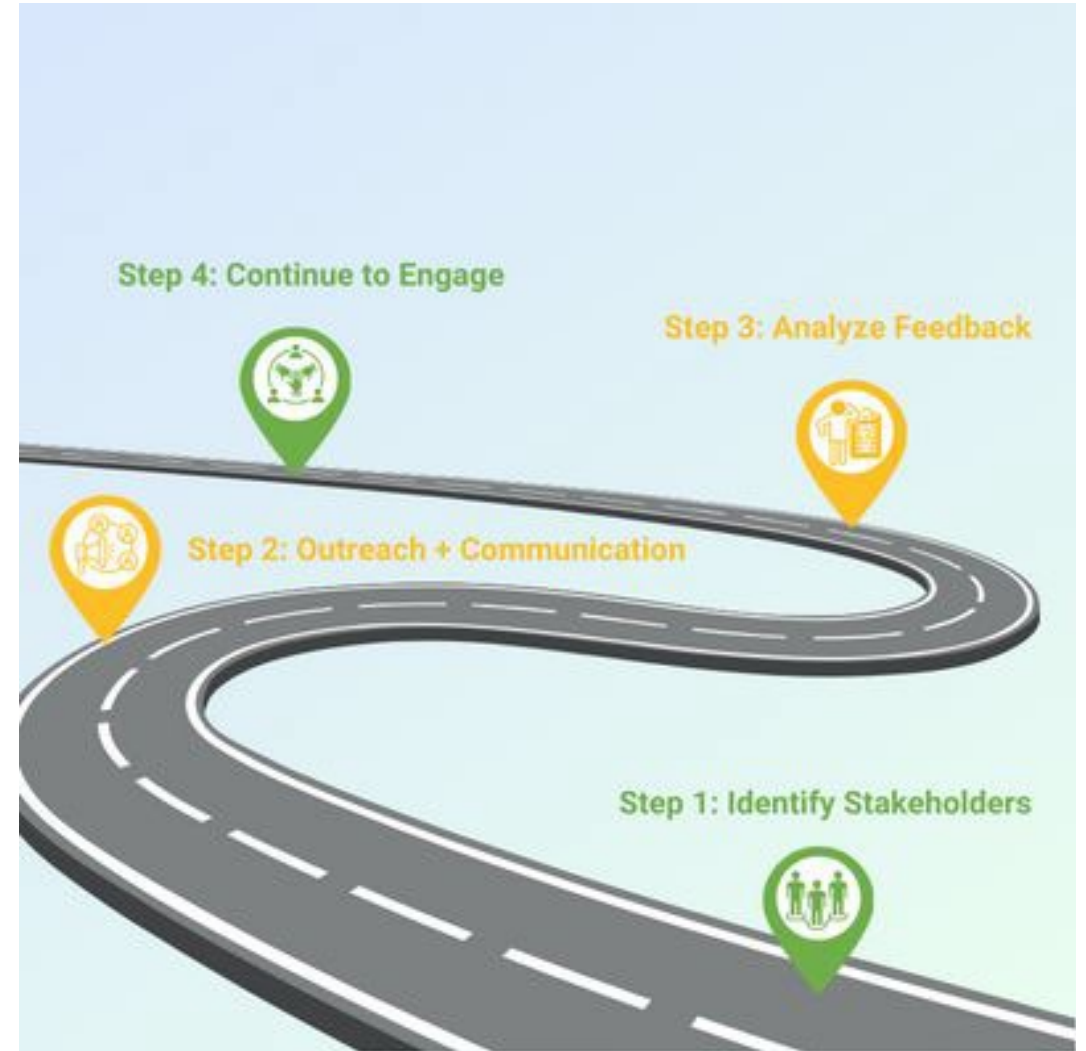 Step 4: Continue to Engage
Step 3: Analyze Feedback
Step 2: Outreach + Communication
Step 1: Identify Stakeholders